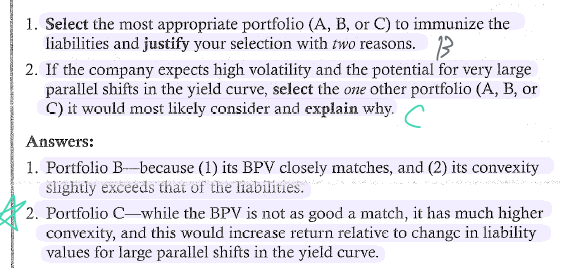 1. Select the most appropriate portfolio (A, B, or C) to immunize the
liabilities and justify your selection with two reasons. B
2. If the company expects high volatility and the potential for very large
parallel shifts in the yield curve, select the one other portfolio (A, B, or
C) it would most likely consider and explain why. C
Answers:
1. Portfolio B—because (1) its BPV closely matches, and (2) its convexity
slightly exceeds that of the liabilities.
2. Portfolio C—while the BPV is not as good a match, it has much higher
convexity, and this would increase return relative to change in liability
values for large parallel shifts in the yield curve.